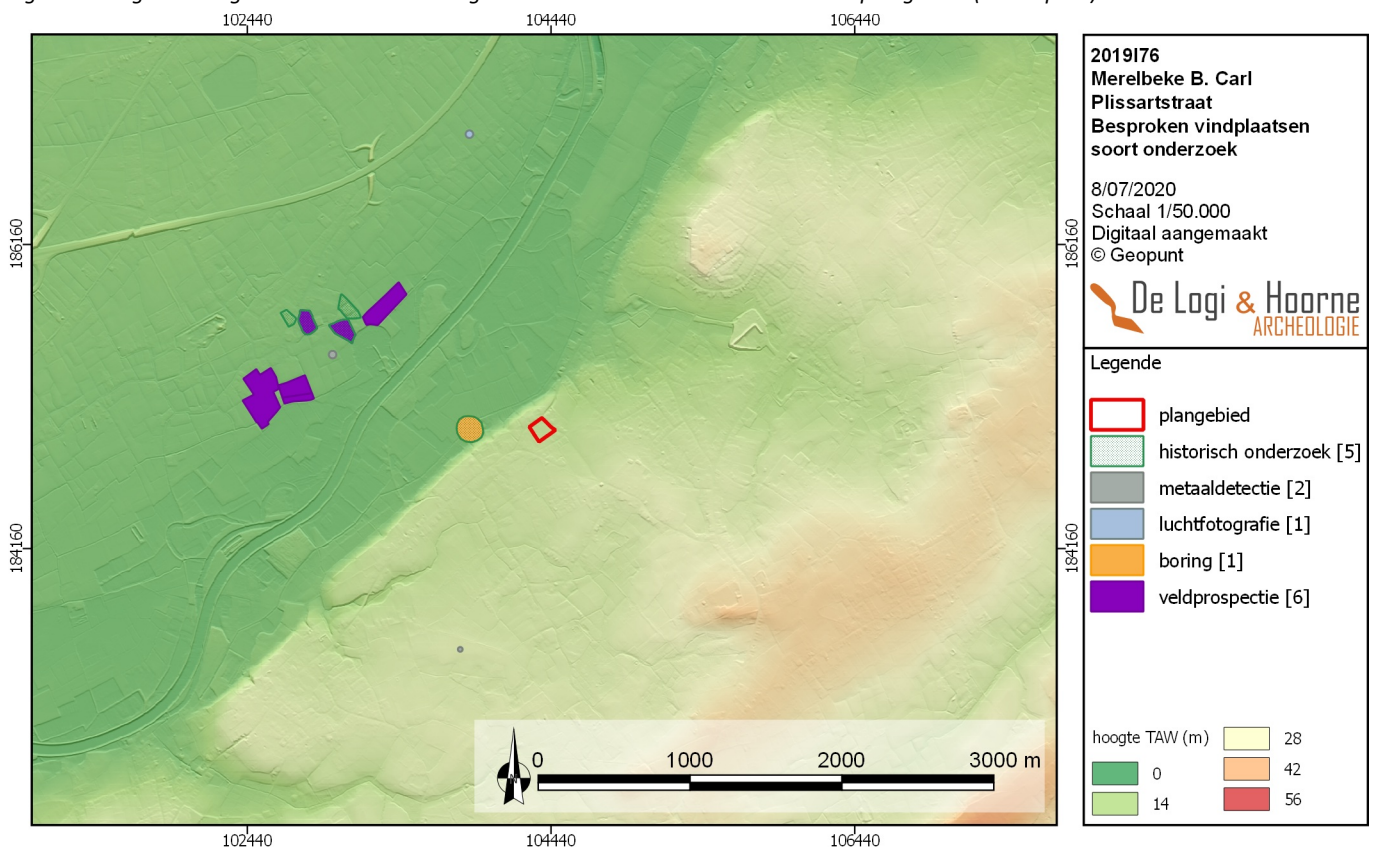 102440
104440
106440
186160
184160
186160
184160
102440
104440
106440
N
0
1000
2000
3000 m
2019I76
Merelbeke B. Carl
Plissartstraat
Besproken vindplaatsen
soort onderzoek
8/07/2020
Schaal 1/50.000
Digitaal aangemaakt
© Geopunt
De Logi & Hoorne
ARCHEOLOGIE
Legende
plangebied
historisch onderzoek [5]
metaaldetectie [2]
luchtfotografie [1]
boring [1]
veldprospectie [6]
hoogte TAW (m)
0
14
28
42
56